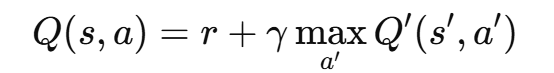 Q(s, a) = r + γ max_{a′} Q′(s′, a′)